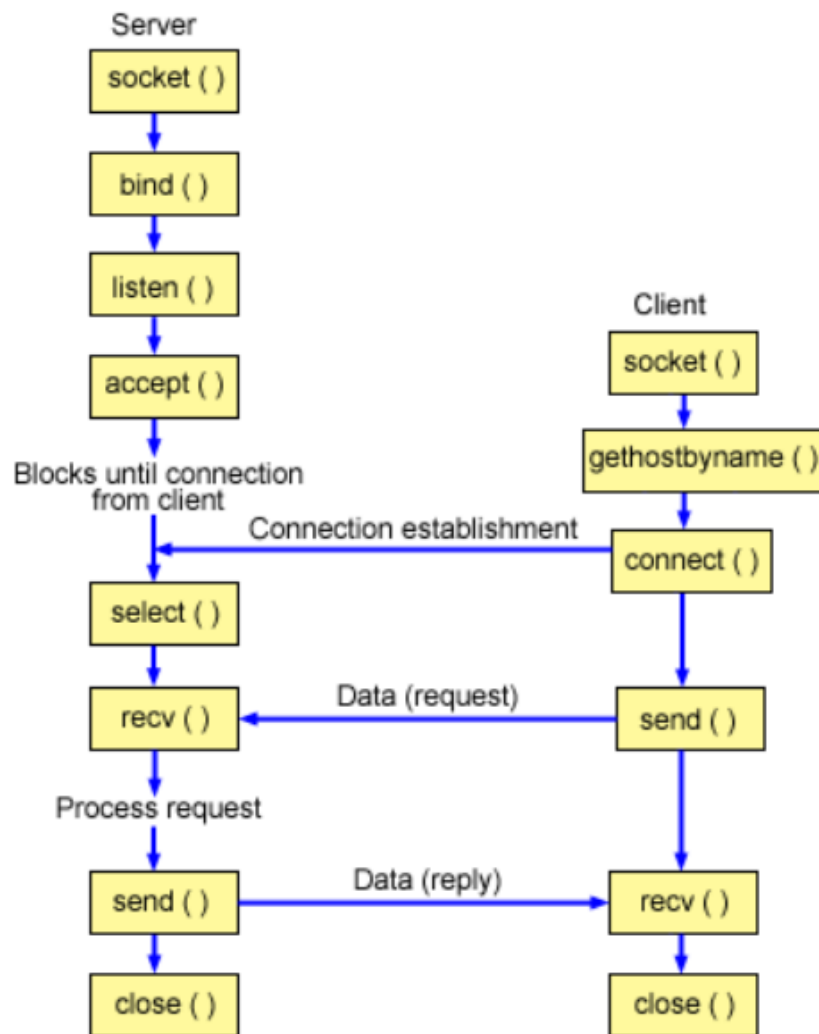 Server
socket ( )
bind ( )
listen ( )
accept ( )
Blocks until connection
from client
select ( )
recv ( )
Process request
send ( )
close ( )
Client
socket ( )
gethostbyname ( )
connect ( )
send ( )
recv ( )
close ( )
Connection establishment
Data (request)
Data (reply)